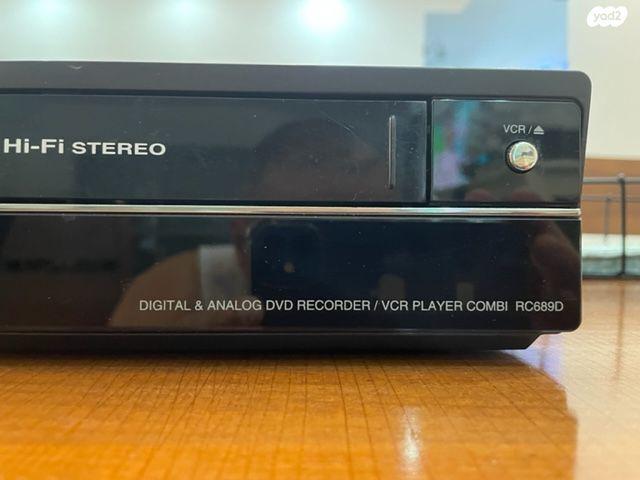 yad2
VCR / ⏏
Hi-Fi STEREO
DIGITAL & ANALOG DVD RECORDER / VCR PLAYER COMBI RC689D